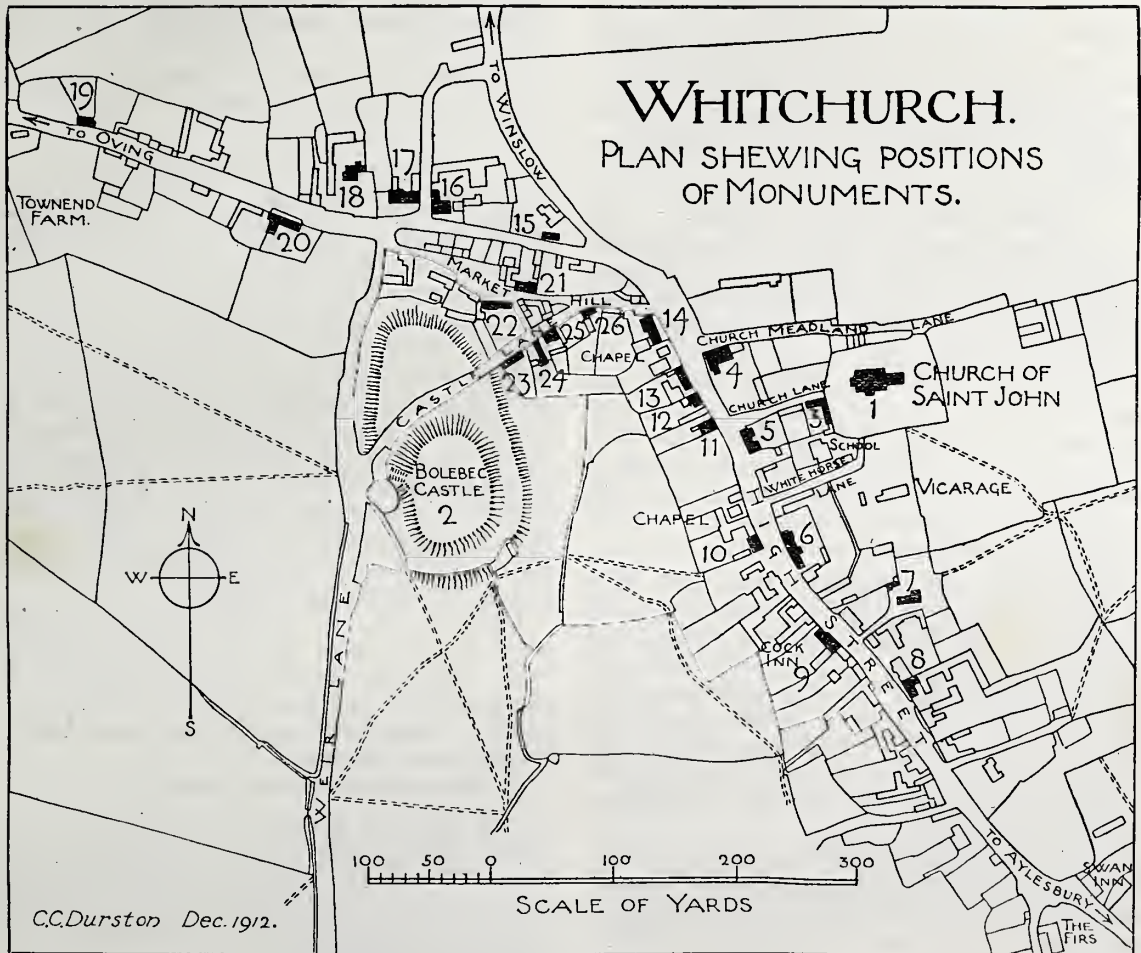 WHITCHURCH.
PLAN SHEWING POSITIONS
OF MONUMENTS.
TO WINSLOW
19
TO OVING
TOWNEND
FARM.
18
17
16
15
20
MARKET HILL
21
22
CASTLE LANE
23
24
25
26
CHAPEL
14
13
12
11
CHURCH MEADLAND LANE
4
CHURCH LANE
1
CHURCH OF
SAINT JOHN
3
5
SCHOOL
WHITE HORSE
LANE
VICARAGE
BOLEBEC
CASTLE
2
CHAPEL
10
6
7
HIGH STREET
COCK
INN
9
8
N
W E
S
WEIR LANE
TO AYLESBURY
SWAN
INN
THE
FIRS
100 50 0 100 200 300
SCALE OF YARDS
C.C.Durston Dec. 1912.